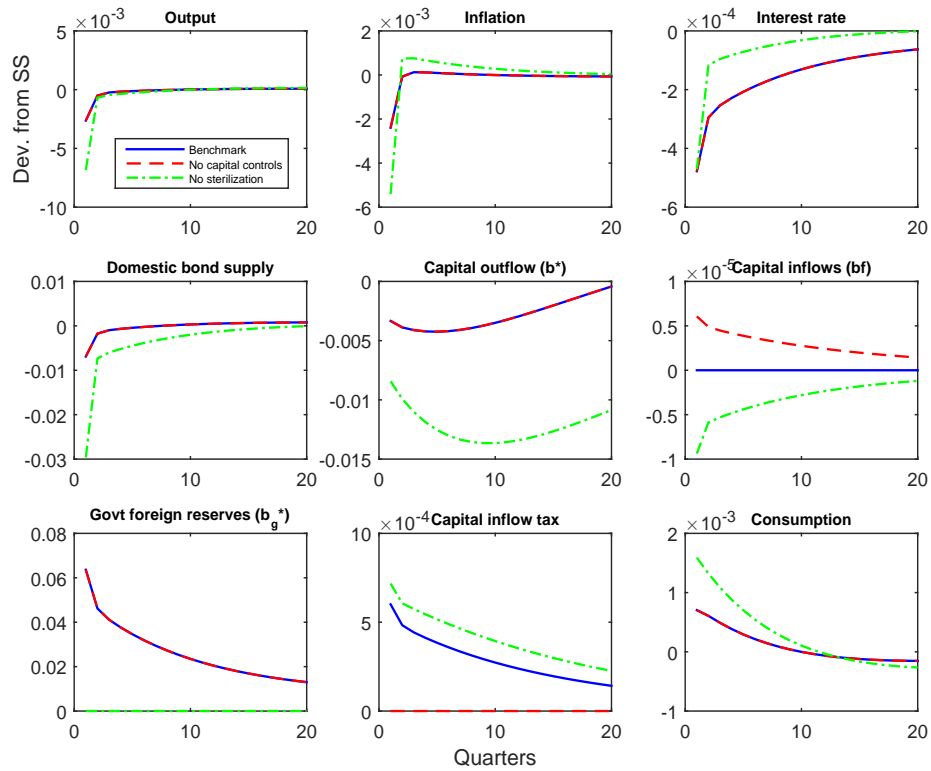 ×10⁻³ Output
5
0
-5
-10
0 10 20
Dev. from SS
Benchmark
No capital controls
No sterilization
×10⁻³ Inflation
2
0
-2
-4
-6
0 10 20
×10⁻⁴ Interest rate
0
-2
-4
-6
0 10 20
Domestic bond supply
0.01
0
-0.01
-0.02
-0.03
0 10 20
Capital outflow (b*)
0
-0.005
-0.01
-0.015
0 10 20
×10⁻⁵ Capital inflows (bf)
1
0.5
0
-0.5
-1
0 10 20
Govt foreign reserves (b_g*)
0.08
0.06
0.04
0.02
0
0 10 20
×10⁻⁴ Capital inflow tax
10
5
0
0 10 20
Quarters
×10⁻³ Consumption
2
1
0
-1
0 10 20